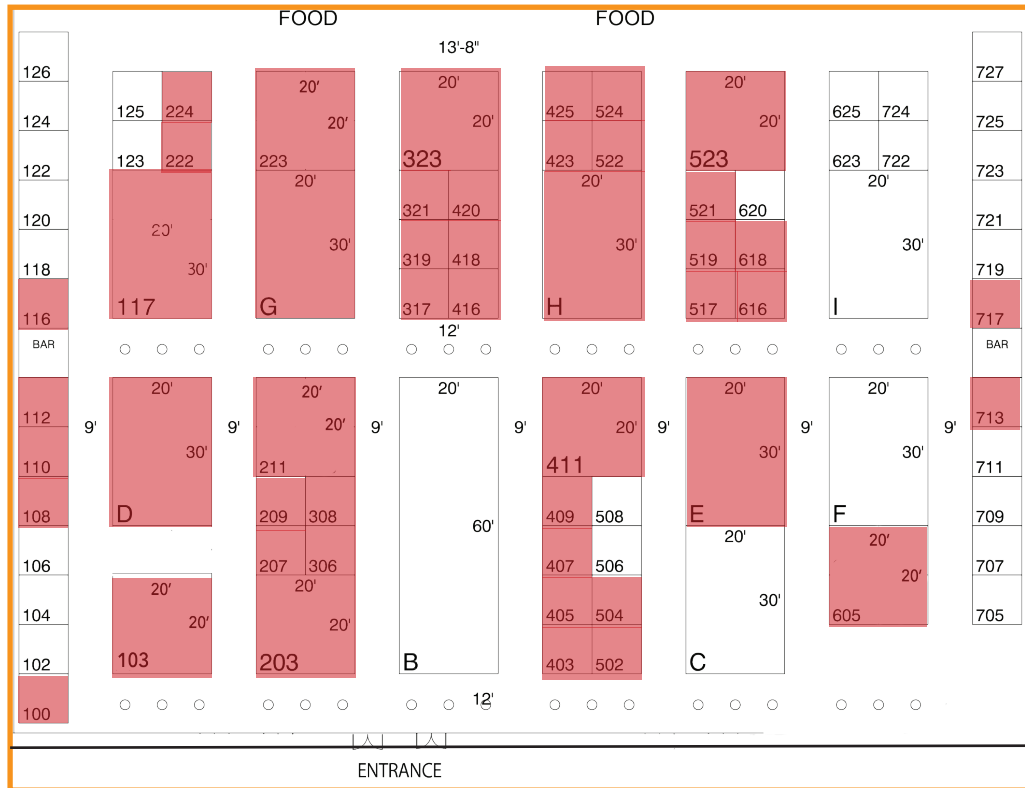 FOOD FOOD
13'-8"
126 20' 20' 20' 727
125 224 20' 20' 425 524 20' 625 724
124 725
123 222 223 323 423 522 523 623 722
122 20' 20' 20' 723
120 321 420 521 620 721
20' 30' 30' 30'
118 30' 319 418 519 618 719
116 117 G 317 416 H 517 616 I 717
12'
BAR BAR
112 20' 20' 20' 20' 20' 20' 713
9' 9' 20' 9' 9' 20' 9' 9' 9'
110 30' 30' 30' 711
211 411
108 D 209 308 409 508 E F 709
60' 20' 20'
106 207 306 407 506 707
20' 20' 20'
104 20' 20' 405 504 30' 605 705
102 103 203 B 403 502 C
12'
100
ENTRANCE